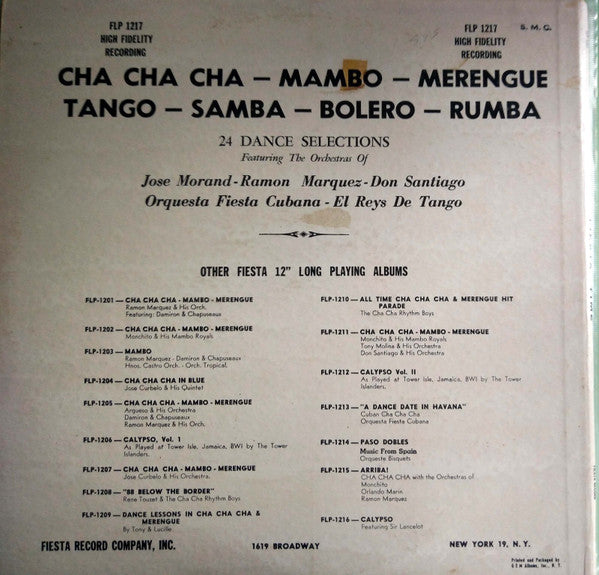 FLP 1217
HIGH FIDELITY
RECORDING
FLP 1217
HIGH FIDELITY
RECORDING
S. M. C.
CHA CHA CHA – MAMBO – MERENGUE
TANGO – SAMBA – BOLERO – RUMBA
24 DANCE SELECTIONS
Featuring The Orchestras Of
Jose Morand-Ramon Marquez-Don Santiago
Orquesta Fiesta Cubana - El Reys De Tango
OTHER FIESTA 12" LONG PLAYING ALBUMS
FLP-1201 — CHA CHA CHA - MAMBO - MERENGUE
Ramon Marquez & His Orch.
Featuring: Damiron & Chapuseaux
FLP-1202 — CHA CHA CHA - MAMBO - MERENGUE
Monchito & His Mambo Royals
FLP-1203 — MAMBO
Ramon Marquez - Damiron & Chapuseaux
Hnos. Castro Orch. - Orch. Tropical.
FLP-1204 — CHA CHA CHA IN BLUE
Jose Curbelo & His Quintet
FLP-1205 — CHA CHA CHA - MAMBO - MERENGUE
Argueso & His Orchestra
Damiron & Chapuseaux
Ramon Marquez & His Orch.
FLP-1206 — CALYPSO, Vol. 1
As Played at Tower Isle, Jamaica, BWI by The Tower
Islanders.
FLP-1207 — CHA CHA CHA - MAMBO - MERENGUE
Jose Curbelo & His Orchestra.
FLP-1208 — "88 BELOW THE BORDER"
Rene Touzet & The Cha Cha Rhythm Boys
FLP-1209 — DANCE LESSONS IN CHA CHA CHA &
MERENGUE
By Tony & Lucille
FLP-1210 — ALL TIME CHA CHA CHA & MERENGUE HIT
PARADE
The Cha Cha Rhythm Boys
FLP-1211 — CHA CHA CHA - MAMBO - MERENGUE
Monchito & His Mambo Royals
Tony Molina & His Orchestra
Don Santiago & His Orchestra
FLP-1212 — CALYPSO Vol. II
As Played at Tower Isle, Jamaica, BWI by The Tower
Islanders.
FLP-1213 — "A DANCE DATE IN HAVANA"
Cuban Cha Cha Cha
Orquesta Fiesta Cubana
FLP-1214 — PASO DOBLES
Music From Spain
Orqueste Bisquets
FLP-1215 — ARRIBA!
CHA CHA CHA with the Orchestras of
Monchito
Orlando Marin
Ramon Marquez
FLP-1216 — CALYPSO
Featuring Sir Lancelot
FIESTA RECORD COMPANY, INC.
1619 BROADWAY
NEW YORK 19, N. Y.
Printed and Packaged by
G E M Albums, Inc., N. Y.